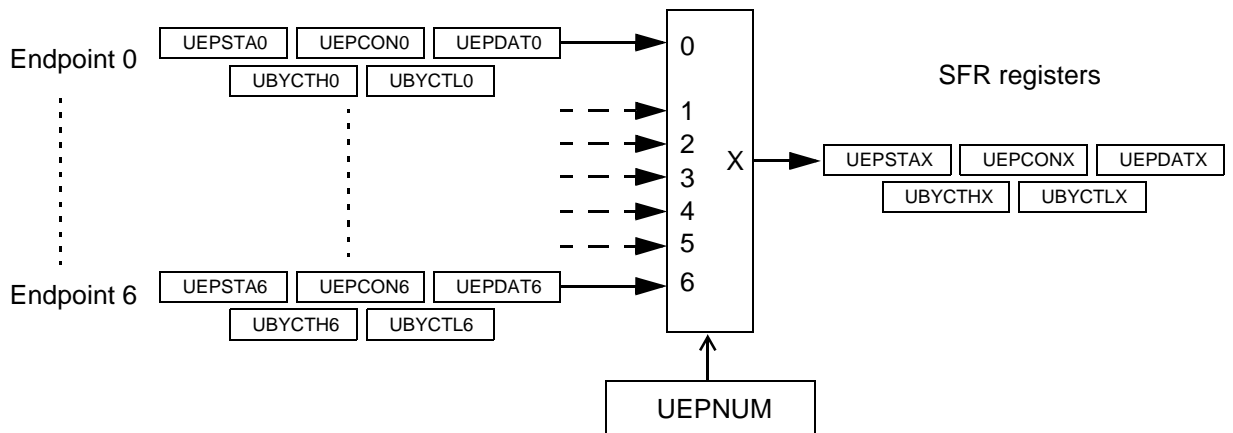 Endpoint 0
UEPSTA0 UEPCON0 UEPDAT0
UBYCTH0 UBYCTL0
0
SFR registers
1
2
3
4
5
X
UEPSTAX UEPCONX UEPDATX
UBYCTHX UBYCTLX
Endpoint 6
UEPSTA6 UEPCON6 UEPDAT6
UBYCTH6 UBYCTL6
6
UEPNUM